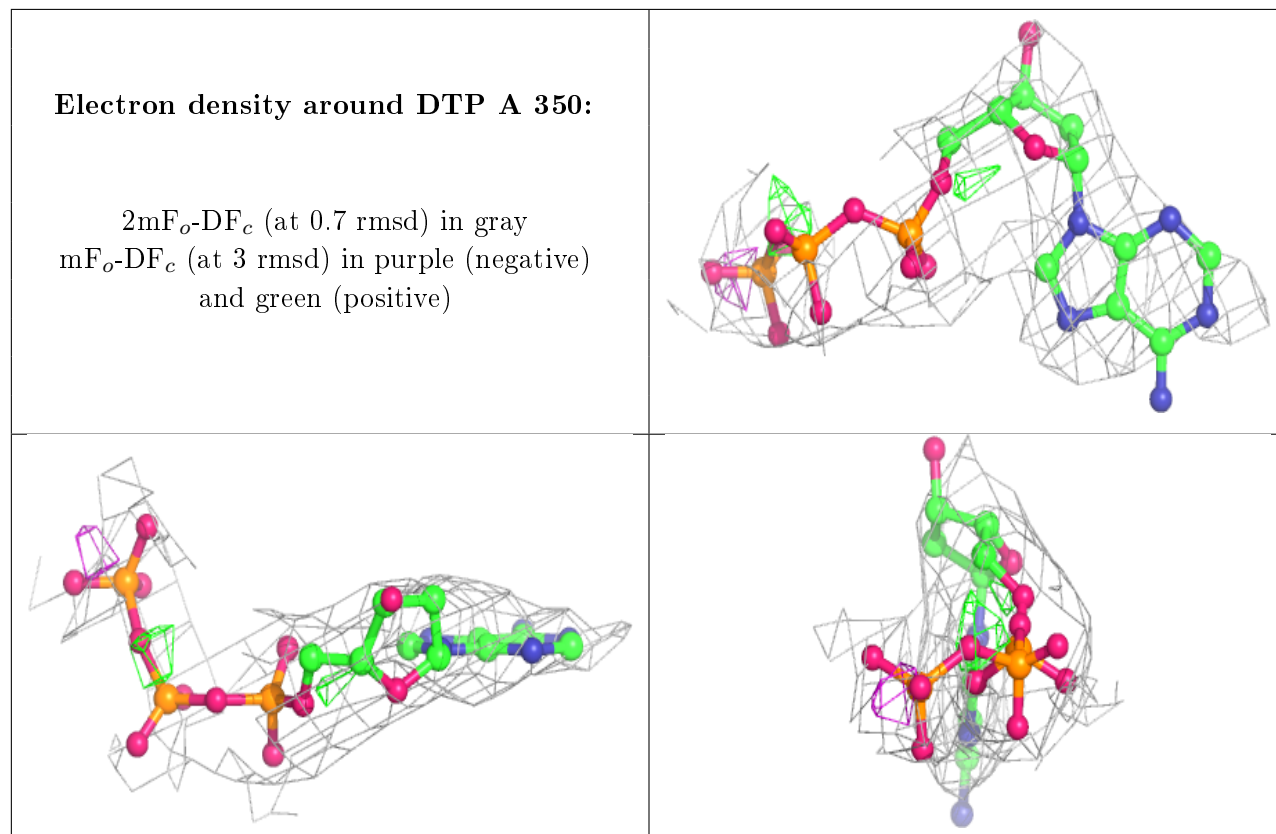 Electron density around DTP A 350:
2mFo-DFc (at 0.7 rmsd) in gray
mFo-DFc (at 3 rmsd) in purple (negative)
and green (positive)